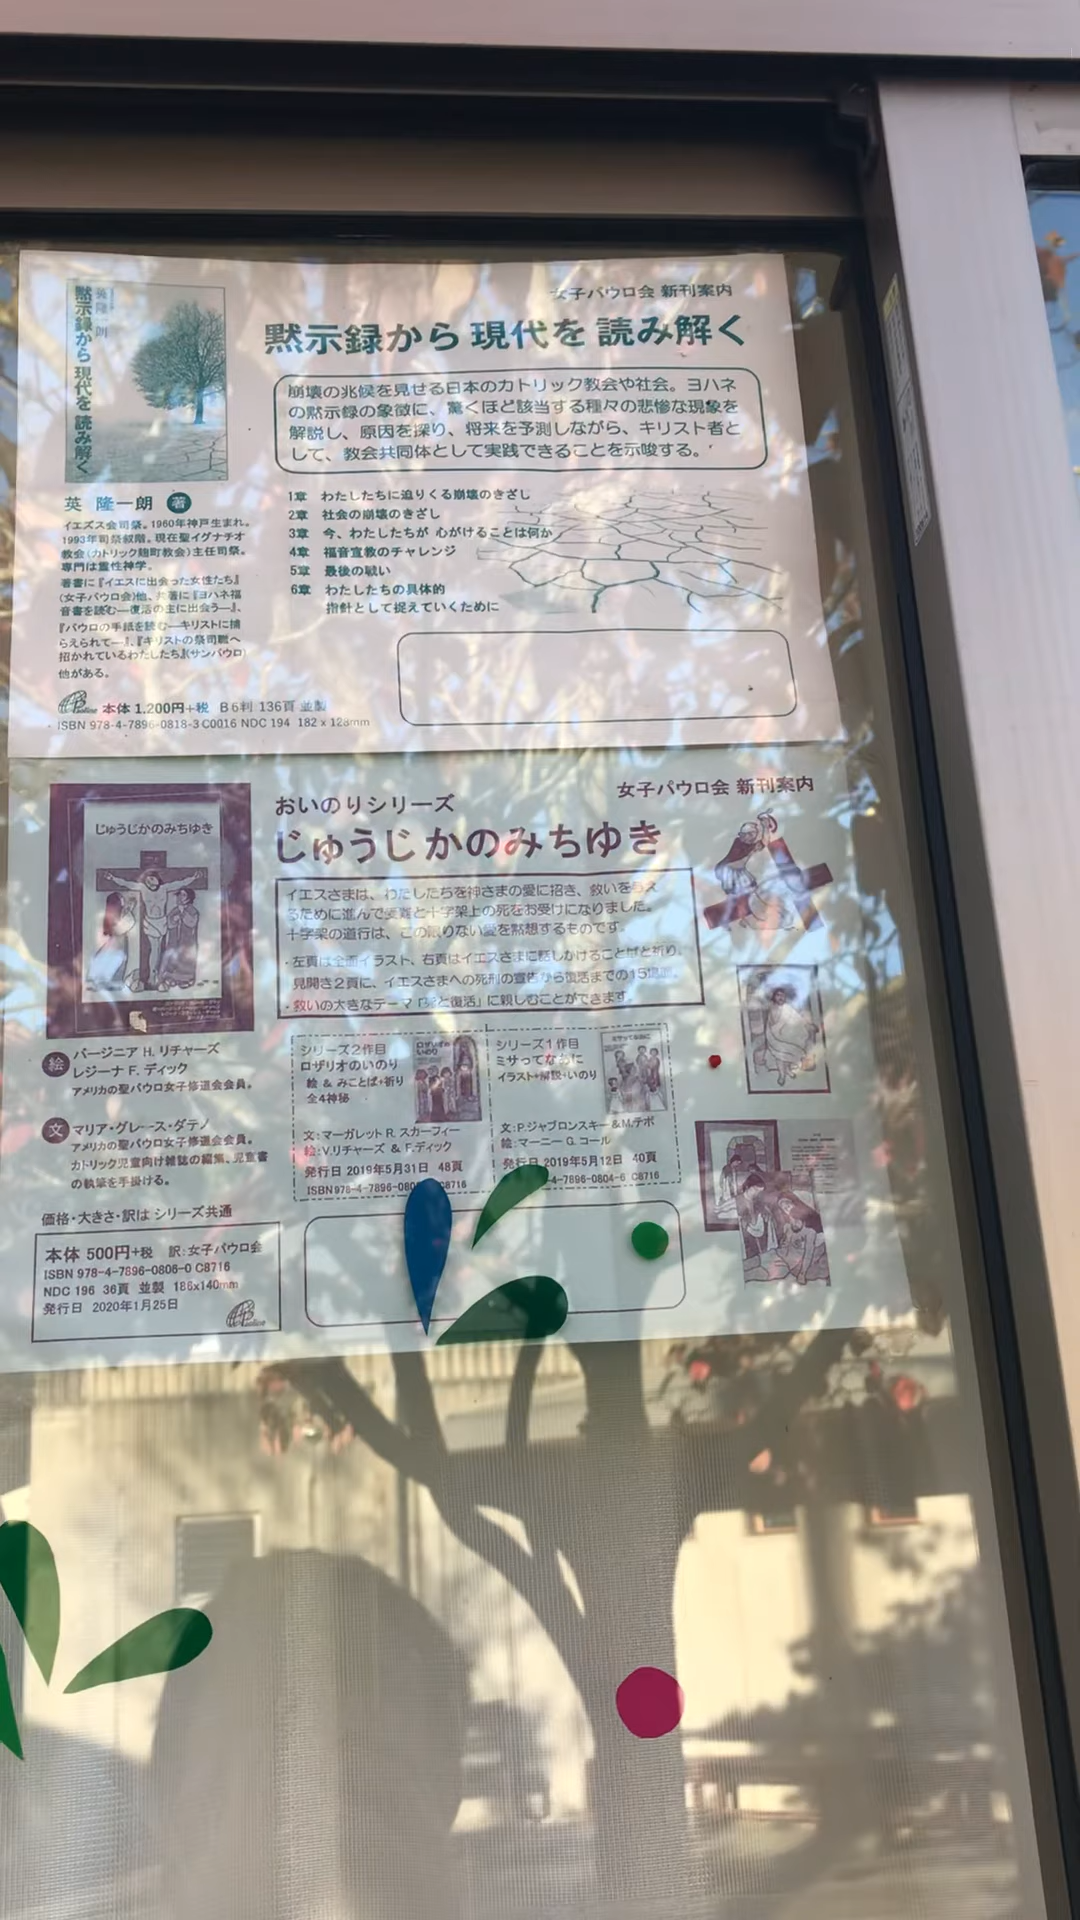 女子パウロ会 新刊案内
黙示録から 現代を 読み解く
英 隆一朗
黙示録から 現代を 読み解く
崩壊の兆候を見せる日本のカトリック教会や社会。ヨハネ
の黙示録の象徴に、驚くほど該当する種々の悲惨な現象を
解説し、原因を探り、将来を予測しながら、キリスト者と
して、教会共同体として実践できることを示唆する。
英 隆一朗 著
イエズス会司祭。1960年神戸生まれ。
1993年司祭叙階。現在聖イグナチオ
教会(カトリック麹町教会)主任司祭。
専門は霊性神学。
著書に『イエスに出会った女性たち』
(女子パウロ会)他、共著に『ヨハネ福
音書を読む―復活の主に出会う―』、
『パウロの手紙を読む―キリストに捕
らえられて―』、『キリストの祭司職へ
招かれているわたしたち』(サンパウロ)
他がある。
1章 わたしたちに迫りくる崩壊のきざし
2章 社会の崩壊のきざし
3章 今、わたしたちが 心がけることは何か
4章 福音宣教のチャレンジ
5章 最後の戦い
6章 わたしたちの具体的
指針として捉えていくために
本体 1,200円+税 B6判 136頁 並製
ISBN 978-4-7896-0818-3 C0016 NDC 194 182 x 128mm
女子パウロ会 新刊案内
おいのりシリーズ
じゅうじかのみちゆき
じゅうじかのみちゆき
イエスさまは、わたしたちを神さまの愛に招き、救いを与え
るために進んで受難と十字架上の死をお受けになりました。
十字架の道行は、この限りない愛を黙想するものです。
・左頁は全面イラスト、右頁はイエスさまに話しかけることばと祈り。
見開き2頁に、イエスさまへの死刑の宣告から復活までの15場面。
・救いの大きなテーマ「死と復活」に親しむことができます。
絵 バージニア H. リチャーズ
レジーナ F. ディック
アメリカの聖パウロ女子修道会会員。
文 マリア・グレース・ダテノ
アメリカの聖パウロ女子修道会会員。
カトリック児童向け雑誌の編集、児童書
の執筆を手掛ける。
シリーズ2作目
ロザリオのいのり
絵 & みことば+祈り
全4神秘
文:マーガレット R. スカーフィー
絵:V.リチャーズ & F.ディック
発行日 2019年5月31日 48頁
ISBN978-4-7896-080 C8716
シリーズ1作目
ミサってなあに
イラスト+解説+いのり
文:P.ジャブロンスキー &M.テボ
絵:マーニー G. コール
発行日 2019年5月12日 40頁
-4-7896-0804-6 C8716
価格・大きさ・訳は シリーズ共通
本体 500円+税 訳:女子パウロ会
ISBN 978-4-7896-0806-0 C8716
NDC 196 36頁 並製 186x140mm
発行日 2020年1月25日